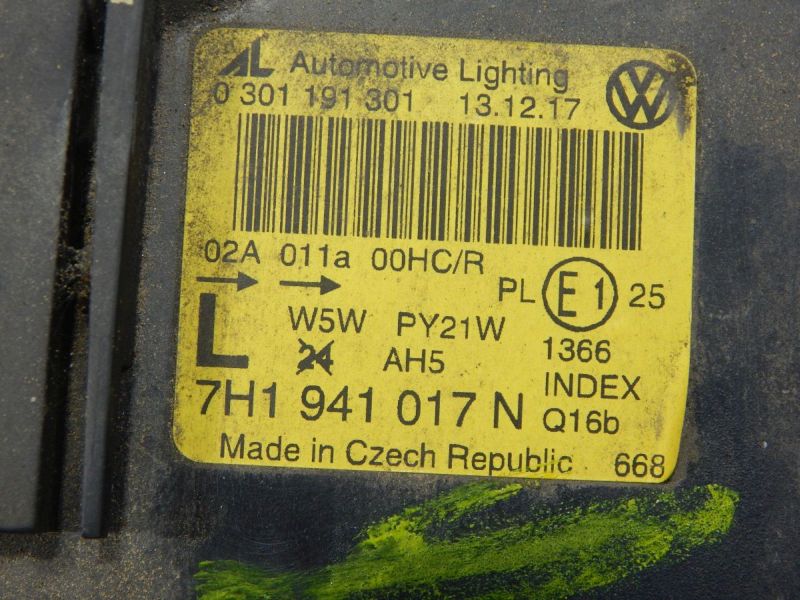 AL Automotive Lighting
0 301 191 301 13.12.17
02A 011a 00HC/R
PL E1 25
L W5W PY21W 1366
24 AH5 INDEX
7H1 941 017 N Q16b
Made in Czech Republic 668